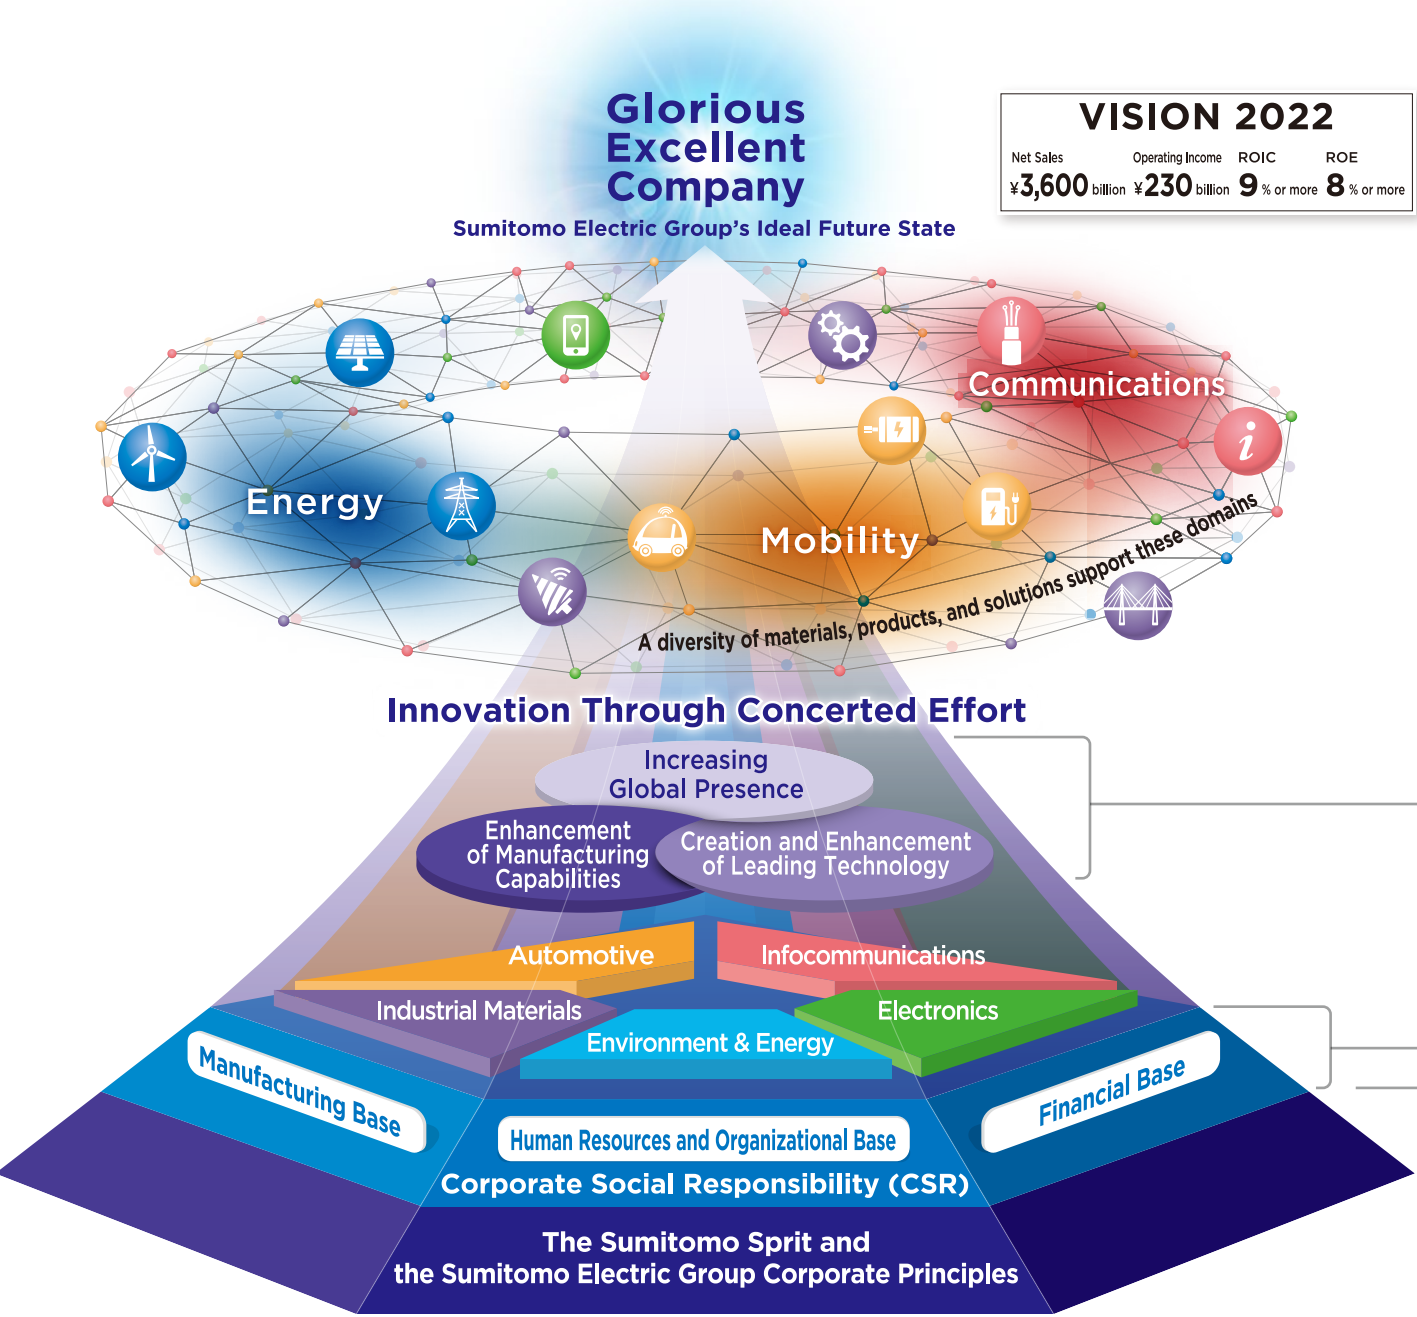 Glorious
Excellent
Company
Sumitomo Electric Group's Ideal Future State
VISION 2022
Net Sales Operating Income ROIC ROE
¥3,600 billion ¥230 billion 9 % or more 8 % or more
Communications
i
Energy
Mobility
A diversity of materials, products, and solutions support these domains
Innovation Through Concerted Effort
Increasing
Global Presence
Enhancement
of Manufacturing
Capabilities
Creation and Enhancement
of Leading Technology
Automotive
Infocommunications
Industrial Materials
Electronics
Environment & Energy
Manufacturing Base
Financial Base
Human Resources and Organizational Base
Corporate Social Responsibility (CSR)
The Sumitomo Sprit and
the Sumitomo Electric Group Corporate Principles